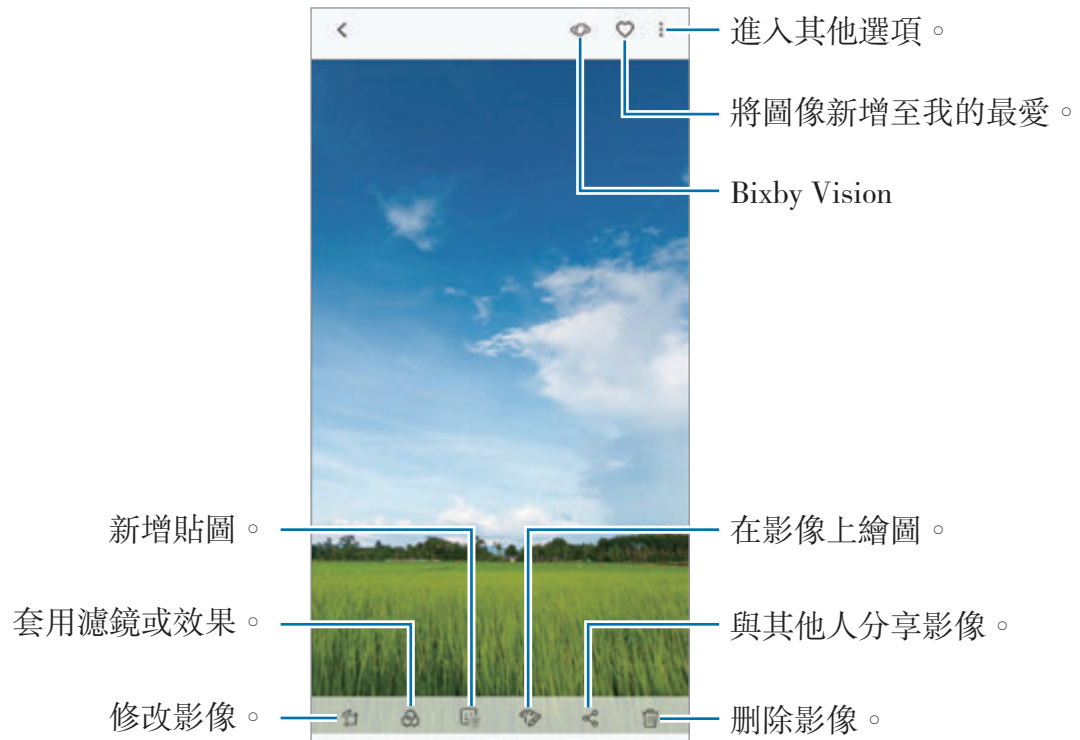 進入其他選項。
將圖像新增至我的最愛。
Bixby Vision
新增貼圖。
在影像上繪圖。
套用濾鏡或效果。
與其他人分享影像。
修改影像。
刪除影像。